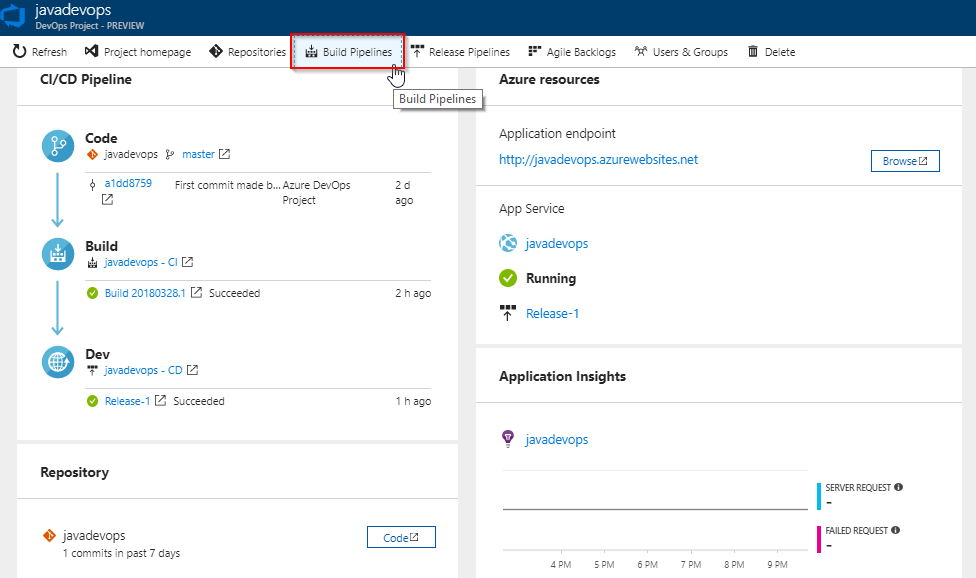 javadevops
DevOps Project - PREVIEW
Refresh Project homepage Repositories Build Pipelines Release Pipelines Agile Backlogs Users & Groups Delete
Build Pipelines
CI/CD Pipeline
Code
javadevops master
a1dd8759 First commit made b... Azure DevOps Project 2 d ago
Build
javadevops - CI
Build 20180328.1 Succeeded 2 h ago
Dev
javadevops - CD
Release-1 Succeeded 1 h ago
Repository
javadevops
1 commits in past 7 days
Code
Azure resources
Application endpoint
http://javadevops.azurewebsites.net
Browse
App Service
javadevops
Running
Release-1
Application Insights
javadevops
SERVER REQUEST
--
FAILED REQUEST
--
4 PM 5 PM 6 PM 7 PM 8 PM 9 PM